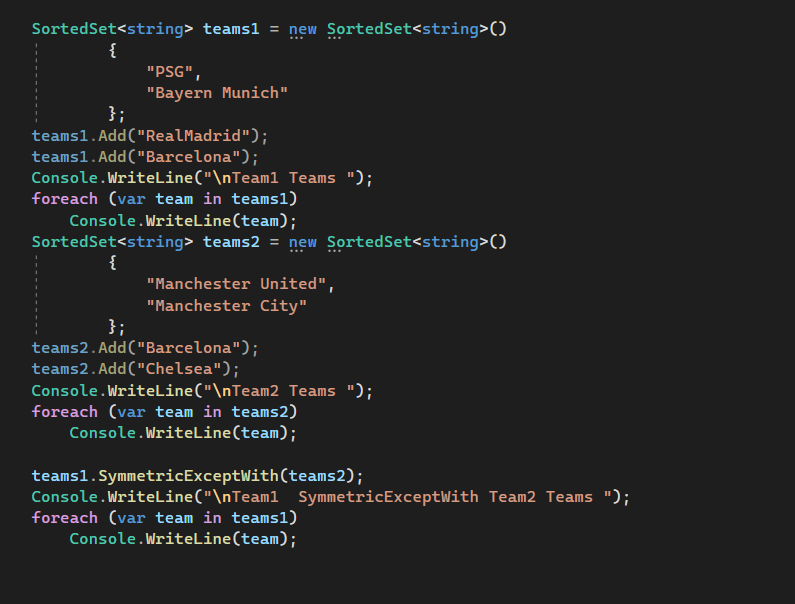 SortedSet<string> teams1 = new SortedSet<string>()
{
"PSG",
"Bayern Munich"
};
teams1.Add("RealMadrid");
teams1.Add("Barcelona");
Console.WriteLine("\nTeam1 Teams ");
foreach (var team in teams1)
Console.WriteLine(team);
SortedSet<string> teams2 = new SortedSet<string>()
{
"Manchester United",
"Manchester City"
};
teams2.Add("Barcelona");
teams2.Add("Chelsea");
Console.WriteLine("\nTeam2 Teams ");
foreach (var team in teams2)
Console.WriteLine(team);
teams1.SymmetricExceptWith(teams2);
Console.WriteLine("\nTeam1  SymmetricExceptWith Team2 Teams ");
foreach (var team in teams1)
Console.WriteLine(team);